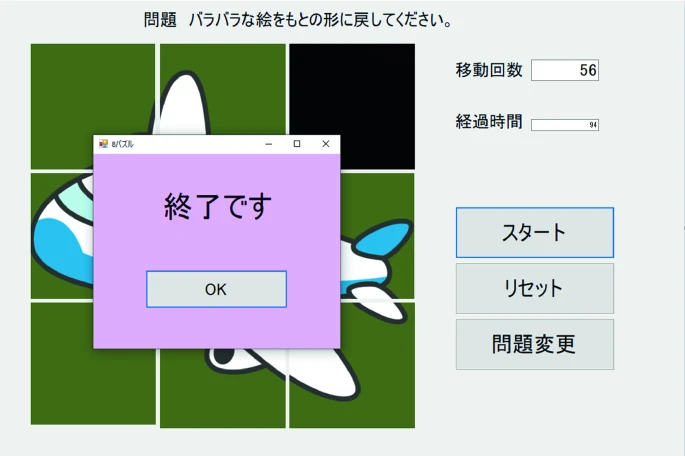 問題 バラバラな絵をもとの形に戻してください。
移動回数 56
経過時間 94
8パズル
終了です
OK
スタート
リセット
問題変更